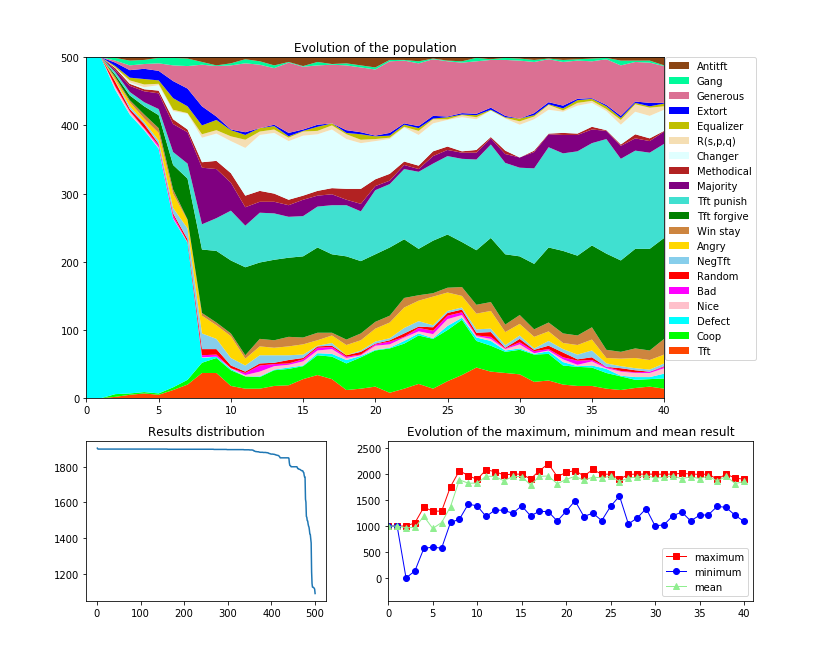 Evolution of the population
500
400
300
200
100
0
0 5 10 15 20 25 30 35 40
Antitft
Gang
Generous
Extort
Equalizer
R(s,p,q)
Changer
Methodical
Majority
Tft punish
Tft forgive
Win stay
Angry
NegTft
Random
Bad
Nice
Defect
Coop
Tft
Results distribution
1800
1600
1400
1200
0 100 200 300 400 500
Evolution of the maximum, minimum and mean result
2500
2000
1500
1000
500
0
0 5 10 15 20 25 30 35 40
maximum
minimum
mean